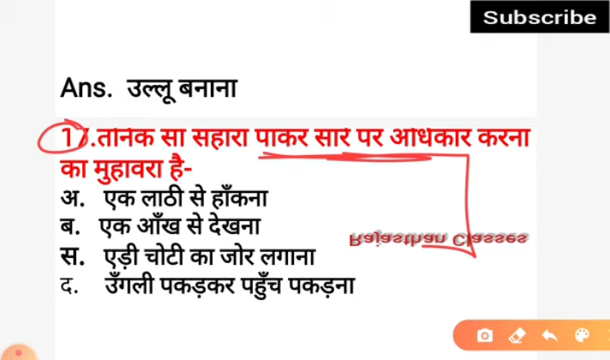 Subscribe
Ans. उल्लू बनाना
तनिक सा सहारा पाकर सारे पर अधिकार करना
का मुहावरा है-
अ. एक लाठी से हाँकना
ब. एक आँख से देखना
Rajasthan Classes
स. एड़ी चोटी का जोर लगाना
द. उँगली पकड़कर पहुँच पकड़ना